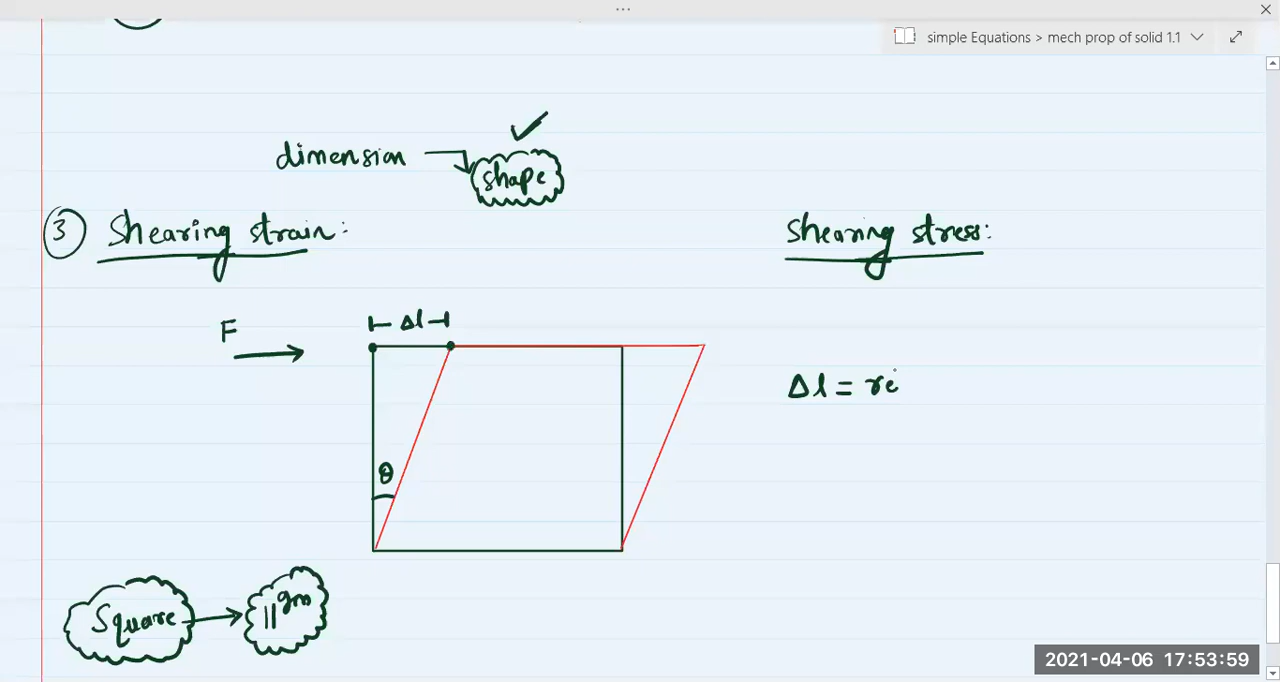 simple Equations > mech prop of solid 1.1
dimension → shape ✓
③ Shearing strain:
Shearing stress:
F
Δl
Δl = re
θ
Square → ||gm
2021-04-06 17:53:59